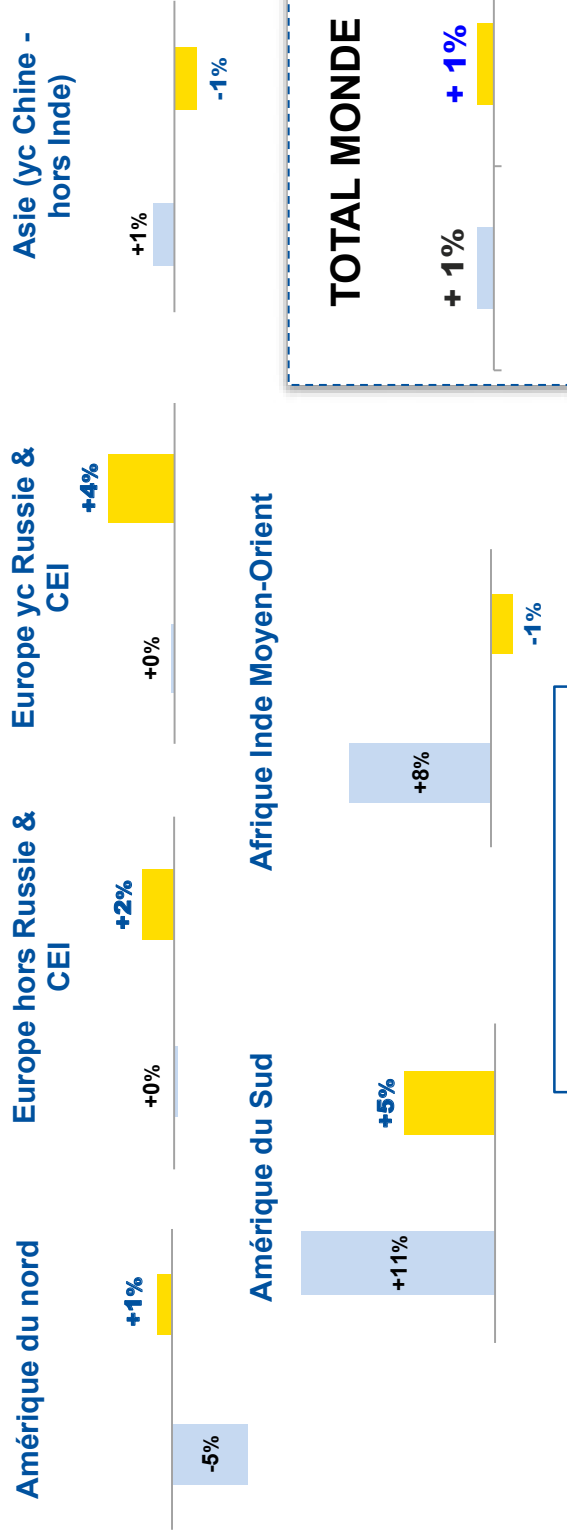 Amérique du nord
-5%
+1%
Europe hors Russie &
CEI
+0%
+2%
Europe yc Russie &
CEI
+0%
+4%
Asie (yc Chine -
hors Inde)
+1%
-1%
Amérique du Sud
+11%
+5%
Afrique Inde Moyen-Orient
+8%
-1%
TOTAL MONDE
+ 1%
+ 1%